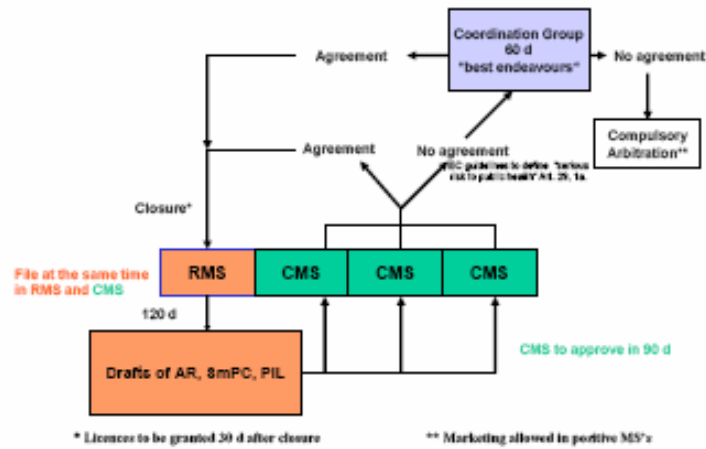 Coordination Group
60 d
"best endeavours"
Agreement
No agreement
Compulsory
Arbitration**
Agreement
No agreement
EC guidelines to define "serious
risk to public health" Art. 29, 1a.
Closure*
File at the same time
in RMS and CMS
RMS
CMS
CMS
CMS
120 d
Drafts of AR, SmPC, PIL
CMS to approve in 90 d
* Licences to be granted 30 d after closure
** Marketing allowed in positive MS's